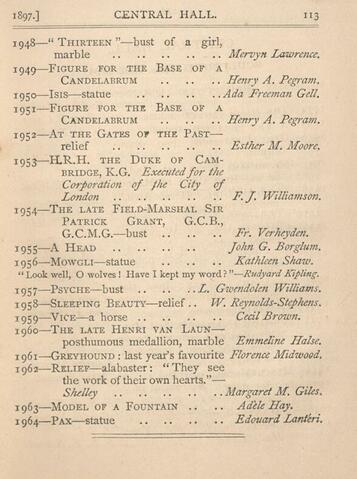 1897.] CENTRAL HALL. 113
1948—“THIRTEEN”—bust of a girl,
marble .. .. .. .. .. Mervyn Lawrence.
1949—FIGURE FOR THE BASE OF A
CANDELABRUM .. .. .. Henry A. Pegram.
1950—ISIS—statue .. .. .. ..Ada Freeman Gell.
1951—FIGURE FOR THE BASE OF A
CANDELABRUM .. .. .. Henry A. Pegram.
1952—AT THE GATES OF THE PAST—
relief .. .. .. .. .. Esther M. Moore.
1953—H.R.H. THE DUKE OF CAM-
BRIDGE, K.G. Executed for the
Corporation of the City of
London .. .. .. .. .. F. J. Williamson.
1954—THE LATE FIELD-MARSHAL SIR
PATRICK GRANT, G.C.B.,
G.C.M.G.—bust .. .. .. Fr. Verheyden.
1955—A HEAD .. .. .. .. John G. Borglum.
1956—MOWGLI—statue .. .. .. Kathleen Shaw.
“Look well, O wolves! Have I kept my word?”—Rudyard Kipling.
1957—PSYCHE—bust .. .. .. L. Gwendolen Williams.
1958—SLEEPING BEAUTY—relief .. W. Reynolds-Stephens.
1959—VICE—a horse .. .. .. .. Cecil Brown.
1960—THE LATE HENRI VAN LAUN—
posthumous medallion, marble Emmeline Halse.
1961—GREYHOUND: last year’s favourite Florence Midwood.
1962—RELIEF—alabaster: “They see
the work of their own hearts.”—
Shelley .. .. .. .. .. Margaret M. Giles.
1963—MODEL OF A FOUNTAIN .. .. Adèle Hay.
1964—PAX—statue .. .. .. .. Edouard Lantéri.